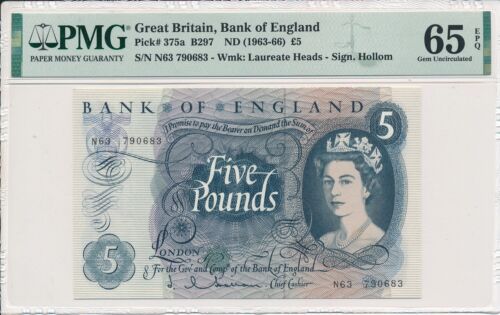 PMG
PAPER MONEY GUARANTY
Great Britain, Bank of England
Pick# 375a B297 ND (1963-66) £5
S/N N63 790683 - Wmk: Laureate Heads - Sign. Hollom
65 EPQ
Gem Uncirculated
BANK OF ENGLAND
I Promise to pay the Bearer on Demand the Sum of
5
N63 790683
Five
Pounds
LONDON
5
For the Govr and Compa of the Bank of England
Chief Cashier
N63 790683